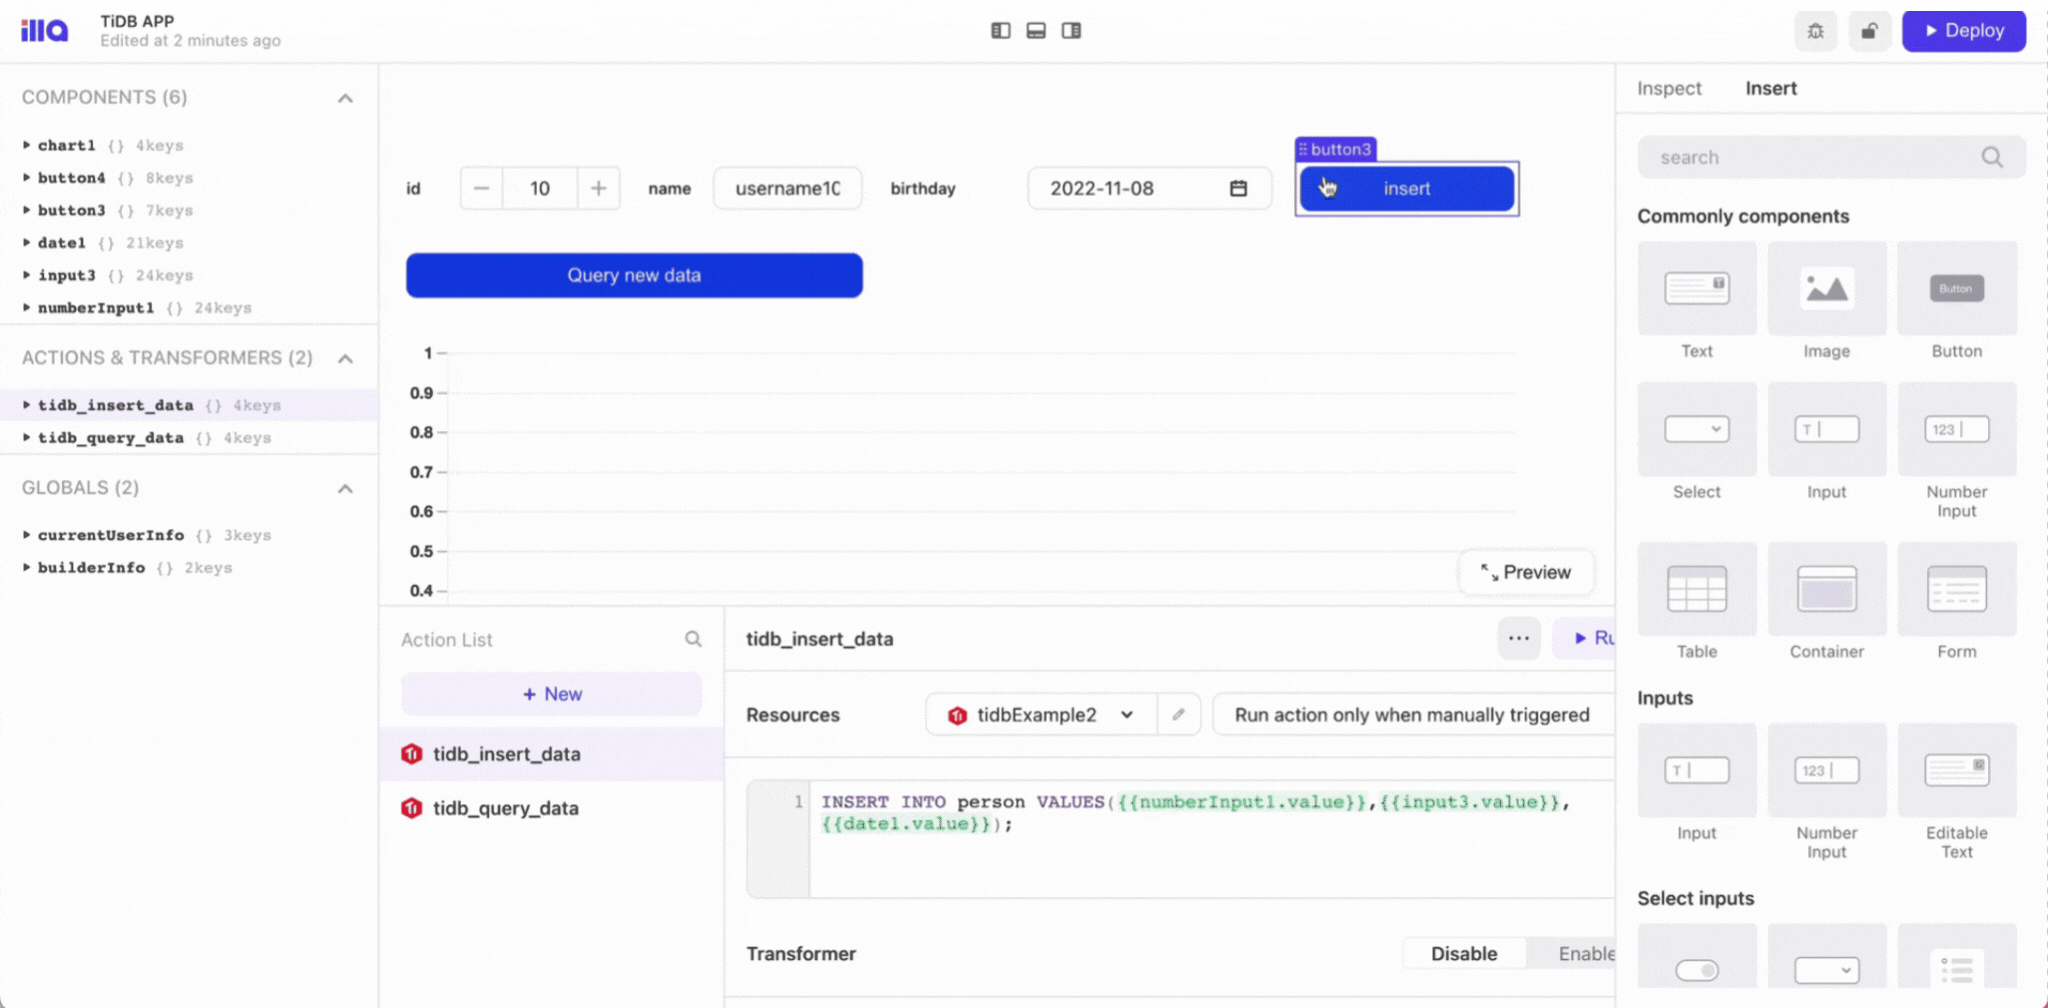 illa
TiDB APP
Edited at 2 minutes ago
Deploy
COMPONENTS (6)
chart1 {} 4keys
button4 {} 8keys
button3 {} 7keys
date1 {} 21keys
input3 {} 24keys
numberInput1 {} 24keys
ACTIONS & TRANSFORMERS (2)
tidb_insert_data {} 4keys
tidb_query_data {} 4keys
GLOBALS (2)
currentUserInfo {} 3keys
builderInfo {} 2keys
button3
id
10
name
username10
birthday
2022-11-08
insert
Query new data
1
0.9
0.8
0.7
0.6
0.5
0.4
Preview
Action List
+ New
tidb_insert_data
tidb_query_data
tidb_insert_data
...
Ru
Resources
tidbExample2
Run action only when manually triggered
1
INSERT INTO person VALUES({{numberInput1.value}},{{input3.value}},
{{date1.value}});
Transformer
Disable
Enable
Inspect
Insert
search
Commonly components
Button
Text
Image
Button
T
123
Select
Input
Number
Input
Table
Container
Form
Inputs
T
123
Input
Number
Input
Editable
Text
Select inputs